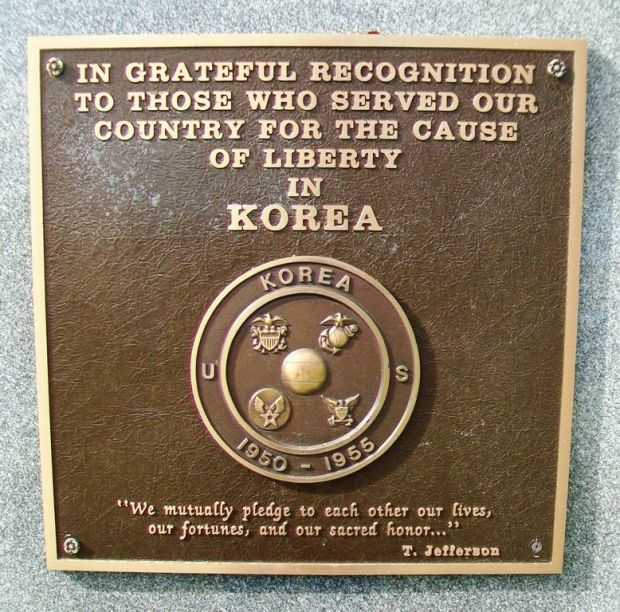 IN GRATEFUL RECOGNITION
TO THOSE WHO SERVED OUR
COUNTRY FOR THE CAUSE
OF LIBERTY
IN
KOREA
KOREA
U S
1950 - 1955
"We mutually pledge to each other our lives,
our fortunes, and our sacred honor..."
T. Jefferson